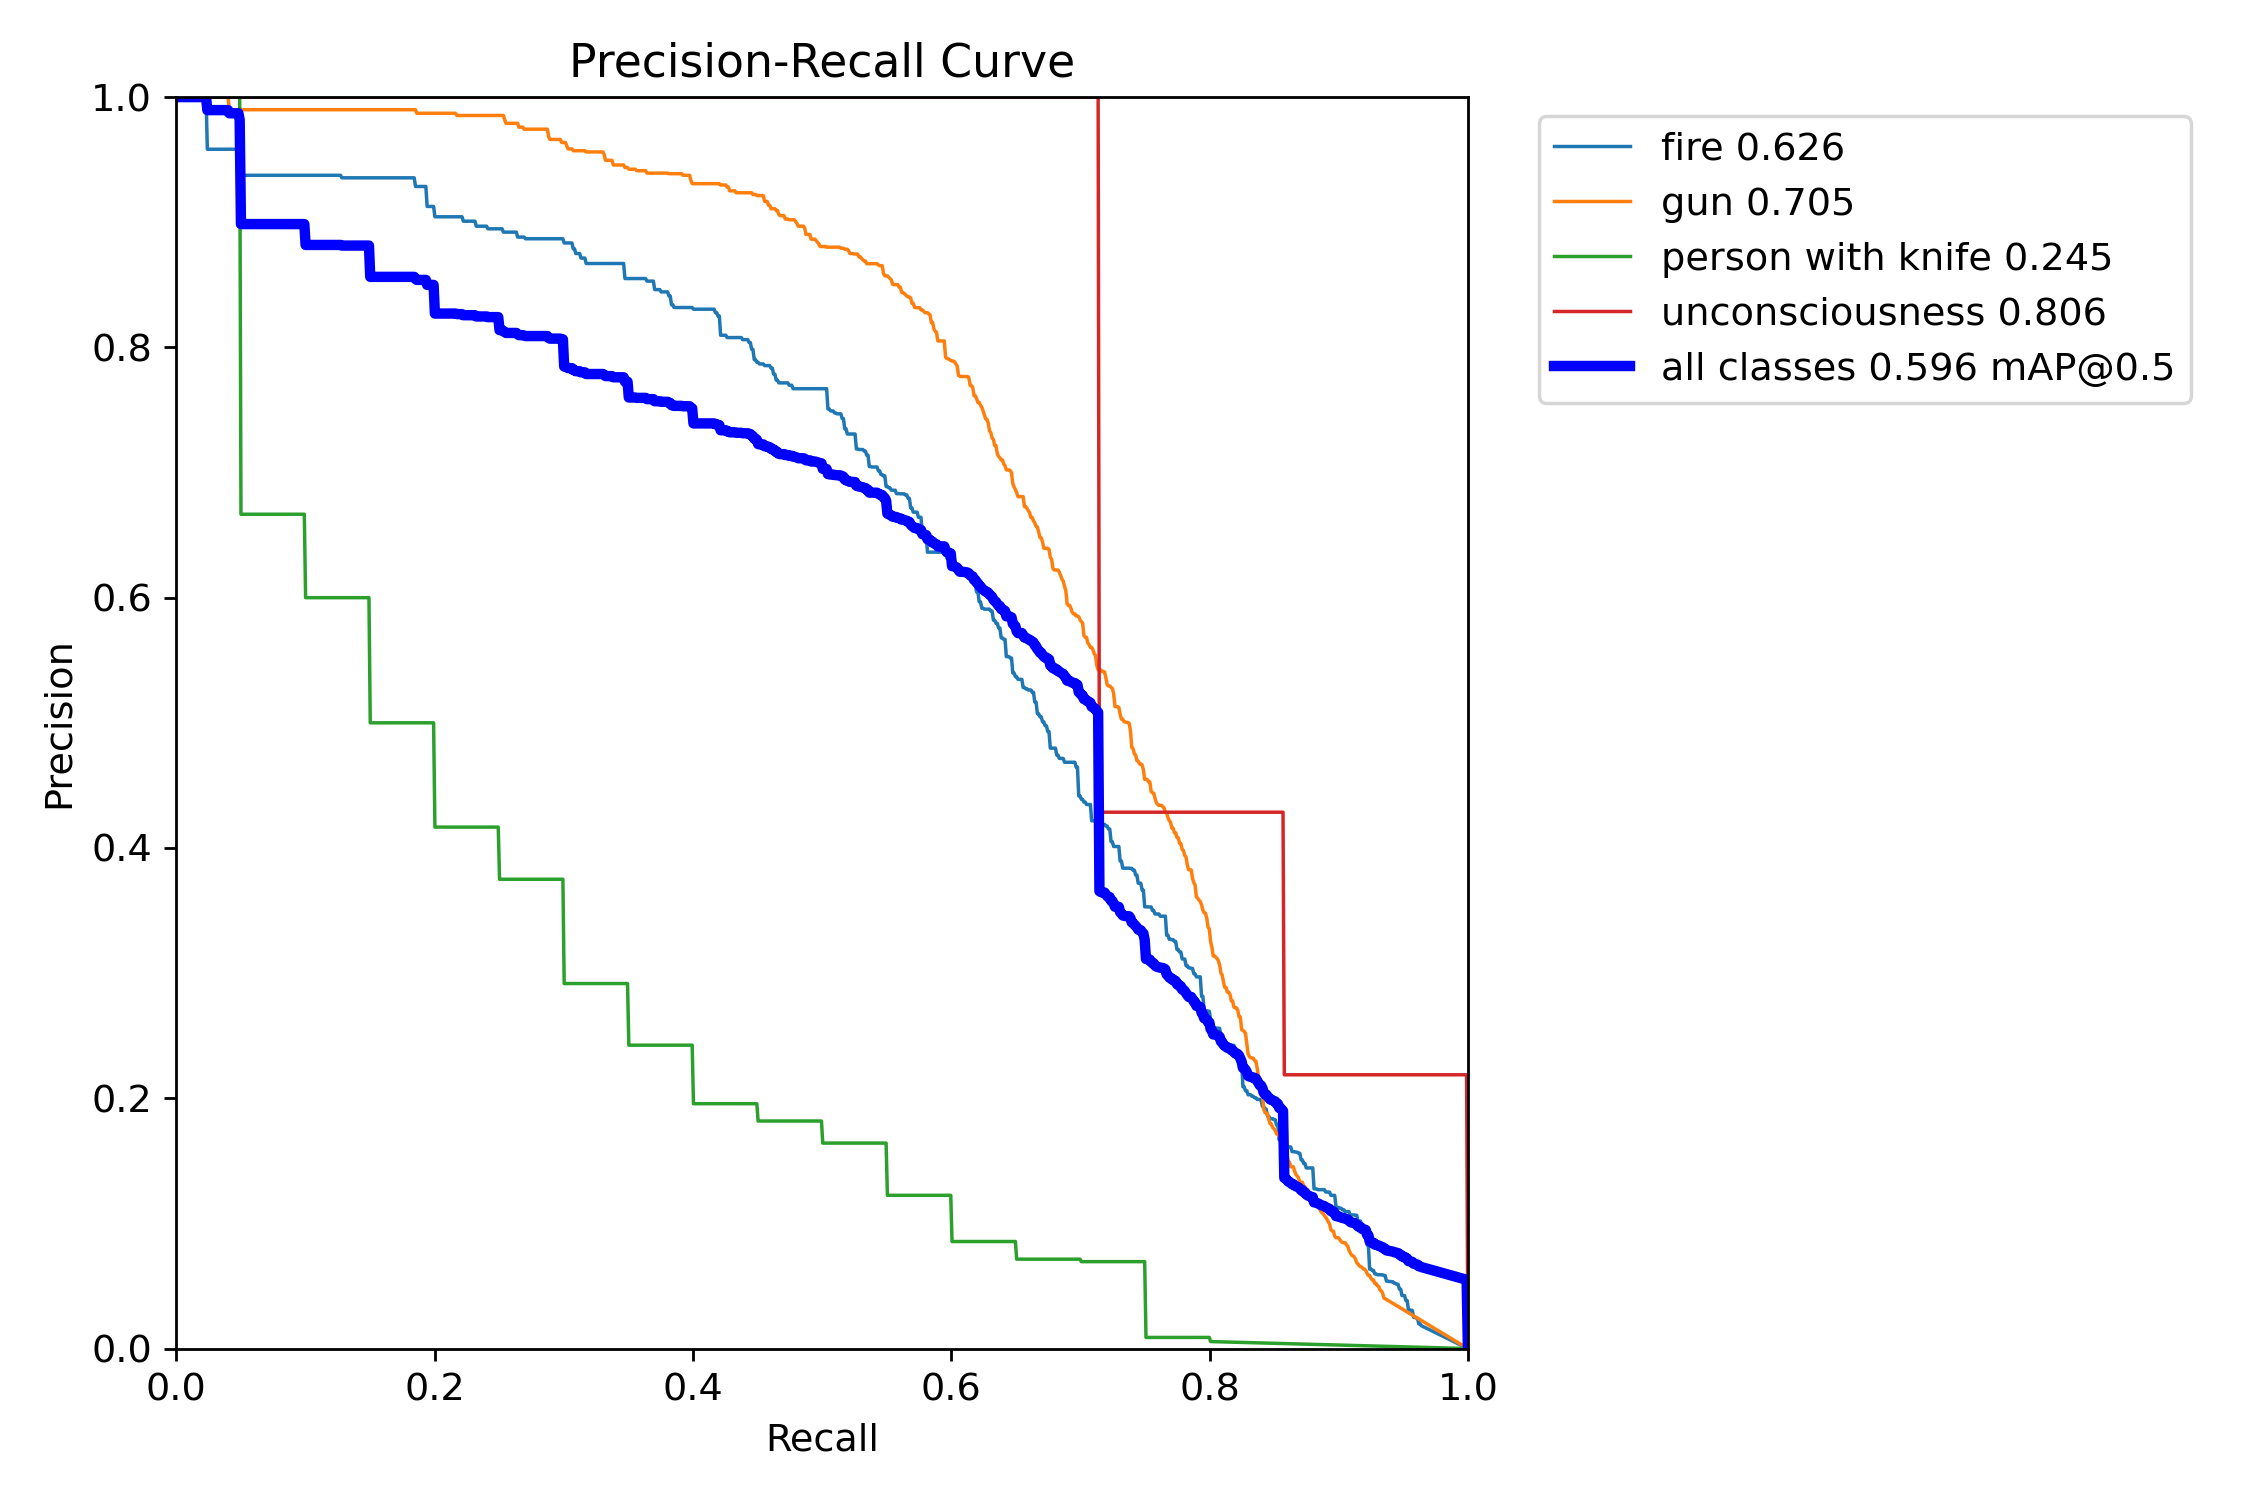 Precision-Recall Curve
1.0
0.8
0.6
0.4
0.2
0.0
Precision
0.0 0.2 0.4 0.6 0.8 1.0
Recall
fire 0.626
gun 0.705
person with knife 0.245
unconsciousness 0.806
all classes 0.596 mAP@0.5